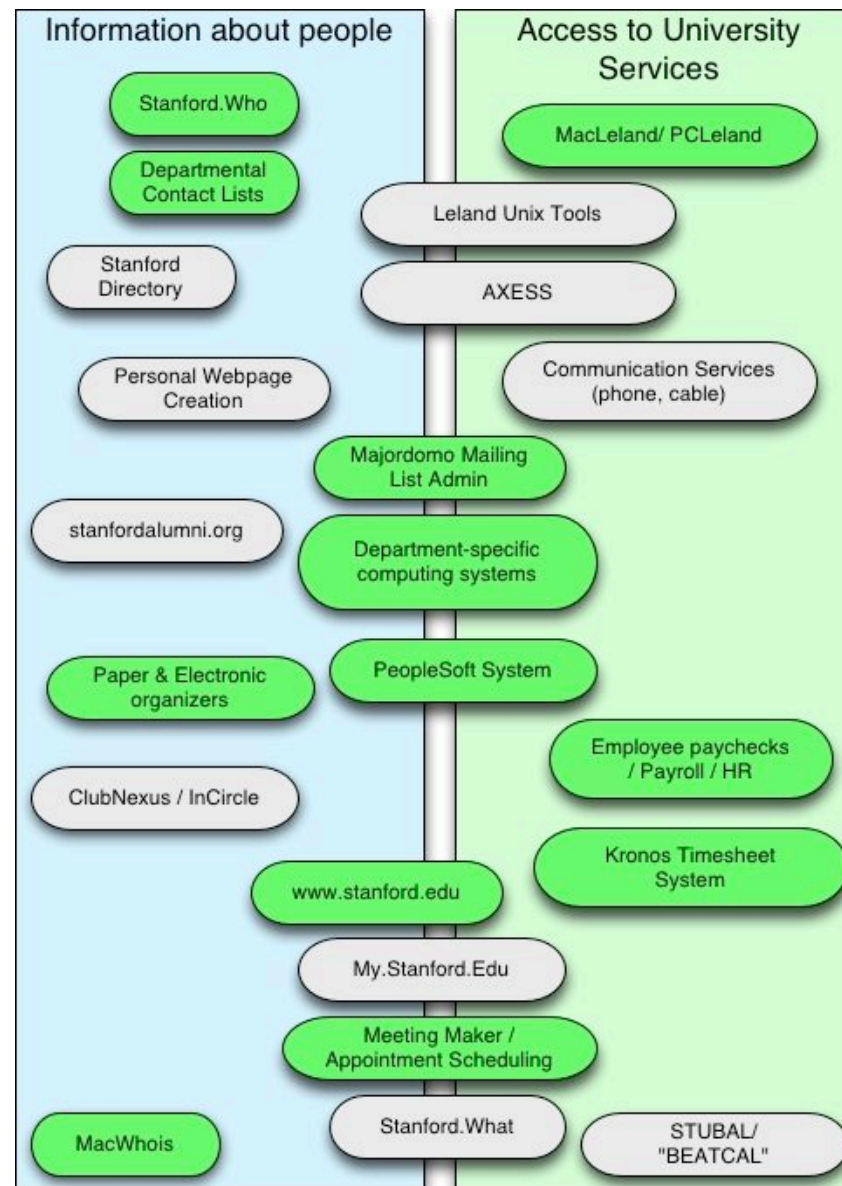 Information about people
Access to University
Services
Stanford.Who
MacLeland/ PCLeland
Departmental
Contact Lists
Leland Unix Tools
Stanford
Directory
AXESS
Personal Webpage
Creation
Communication Services
(phone, cable)
Majordomo Mailing
List Admin
stanfordalumni.org
Department-specific
computing systems
Paper & Electronic
organizers
PeopleSoft System
Employee paychecks
/ Payroll / HR
ClubNexus / InCircle
Kronos Timesheet
System
www.stanford.edu
My.Stanford.Edu
Meeting Maker /
Appointment Scheduling
Stanford.What
MacWhois
STUBAL/
"BEATCAL"